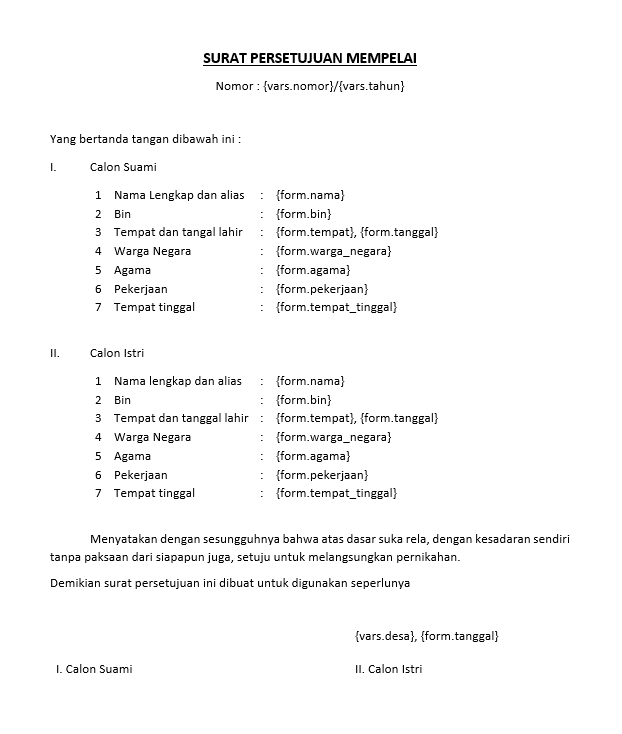 SURAT PERSETUJUAN MEMPELAI
Nomor : {vars.nomor}/{vars.tahun}
Yang bertanda tangan dibawah ini :
I. Calon Suami
1 Nama Lengkap dan alias : {form.nama}
2 Bin : {form.bin}
3 Tempat dan tangal lahir : {form.tempat}, {form.tanggal}
4 Warga Negara : {form.warga_negara}
5 Agama : {form.agama}
6 Pekerjaan : {form.pekerjaan}
7 Tempat tinggal : {form.tempat_tinggal}
II. Calon Istri
1 Nama lengkap dan alias : {form.nama}
2 Bin : {form.bin}
3 Tempat dan tanggal lahir : {form.tempat}, {form.tanggal}
4 Warga Negara : {form.warga_negara}
5 Agama : {form.agama}
6 Pekerjaan : {form.pekerjaan}
7 Tempat tinggal : {form.tempat_tinggal}
Menyatakan dengan sesungguhnya bahwa atas dasar suka rela, dengan kesadaran sendiri
tanpa paksaan dari siapapun juga, setuju untuk melangsungkan pernikahan.
Demikian surat persetujuan ini dibuat untuk digunakan seperlunya
{vars.desa}, {form.tanggal}
I. Calon Suami II. Calon Istri